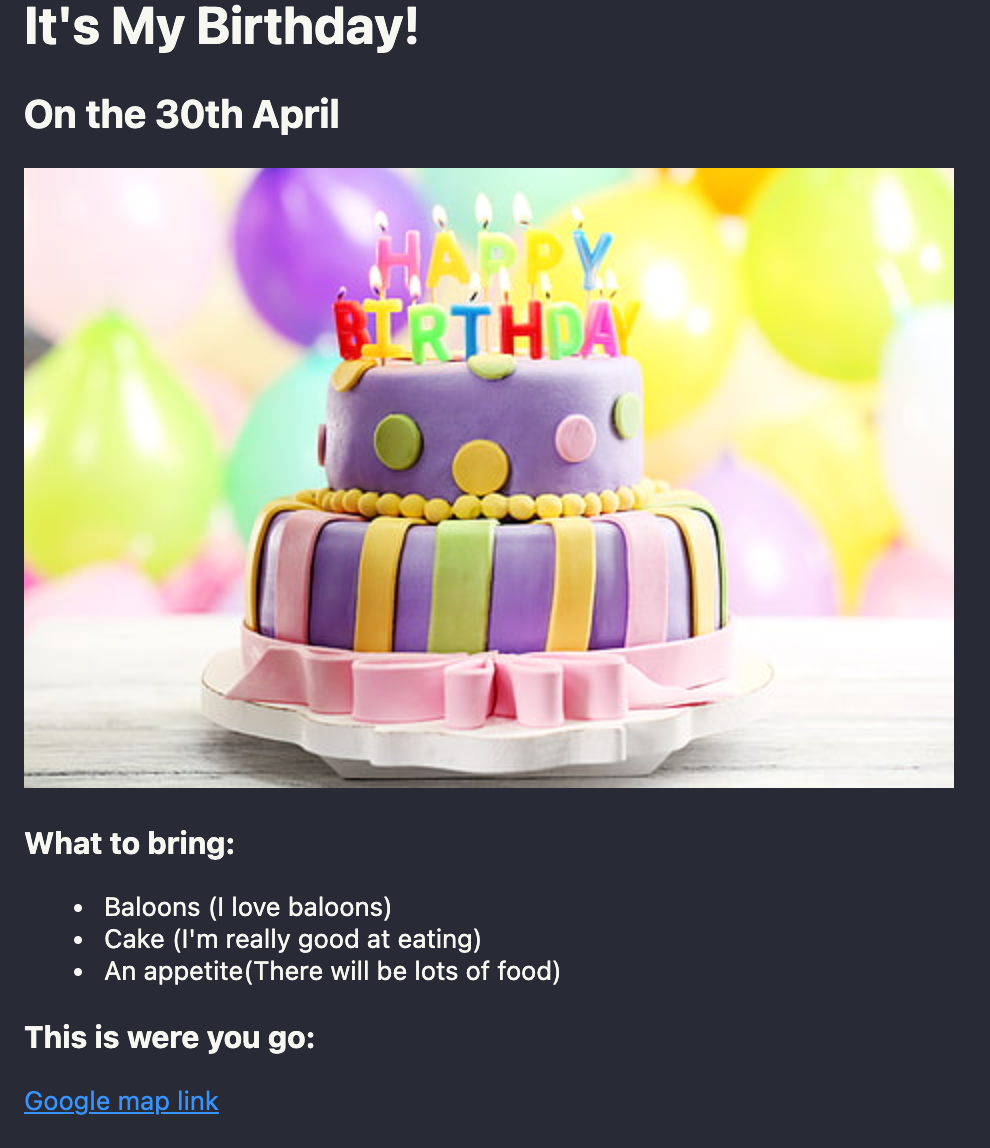 It's My Birthday!
On the 30th April
HAPPY
BIRTHDAY
What to bring:
Baloons (I love baloons)
Cake (I'm really good at eating)
An appetite(There will be lots of food)
This is were you go:
Google map link